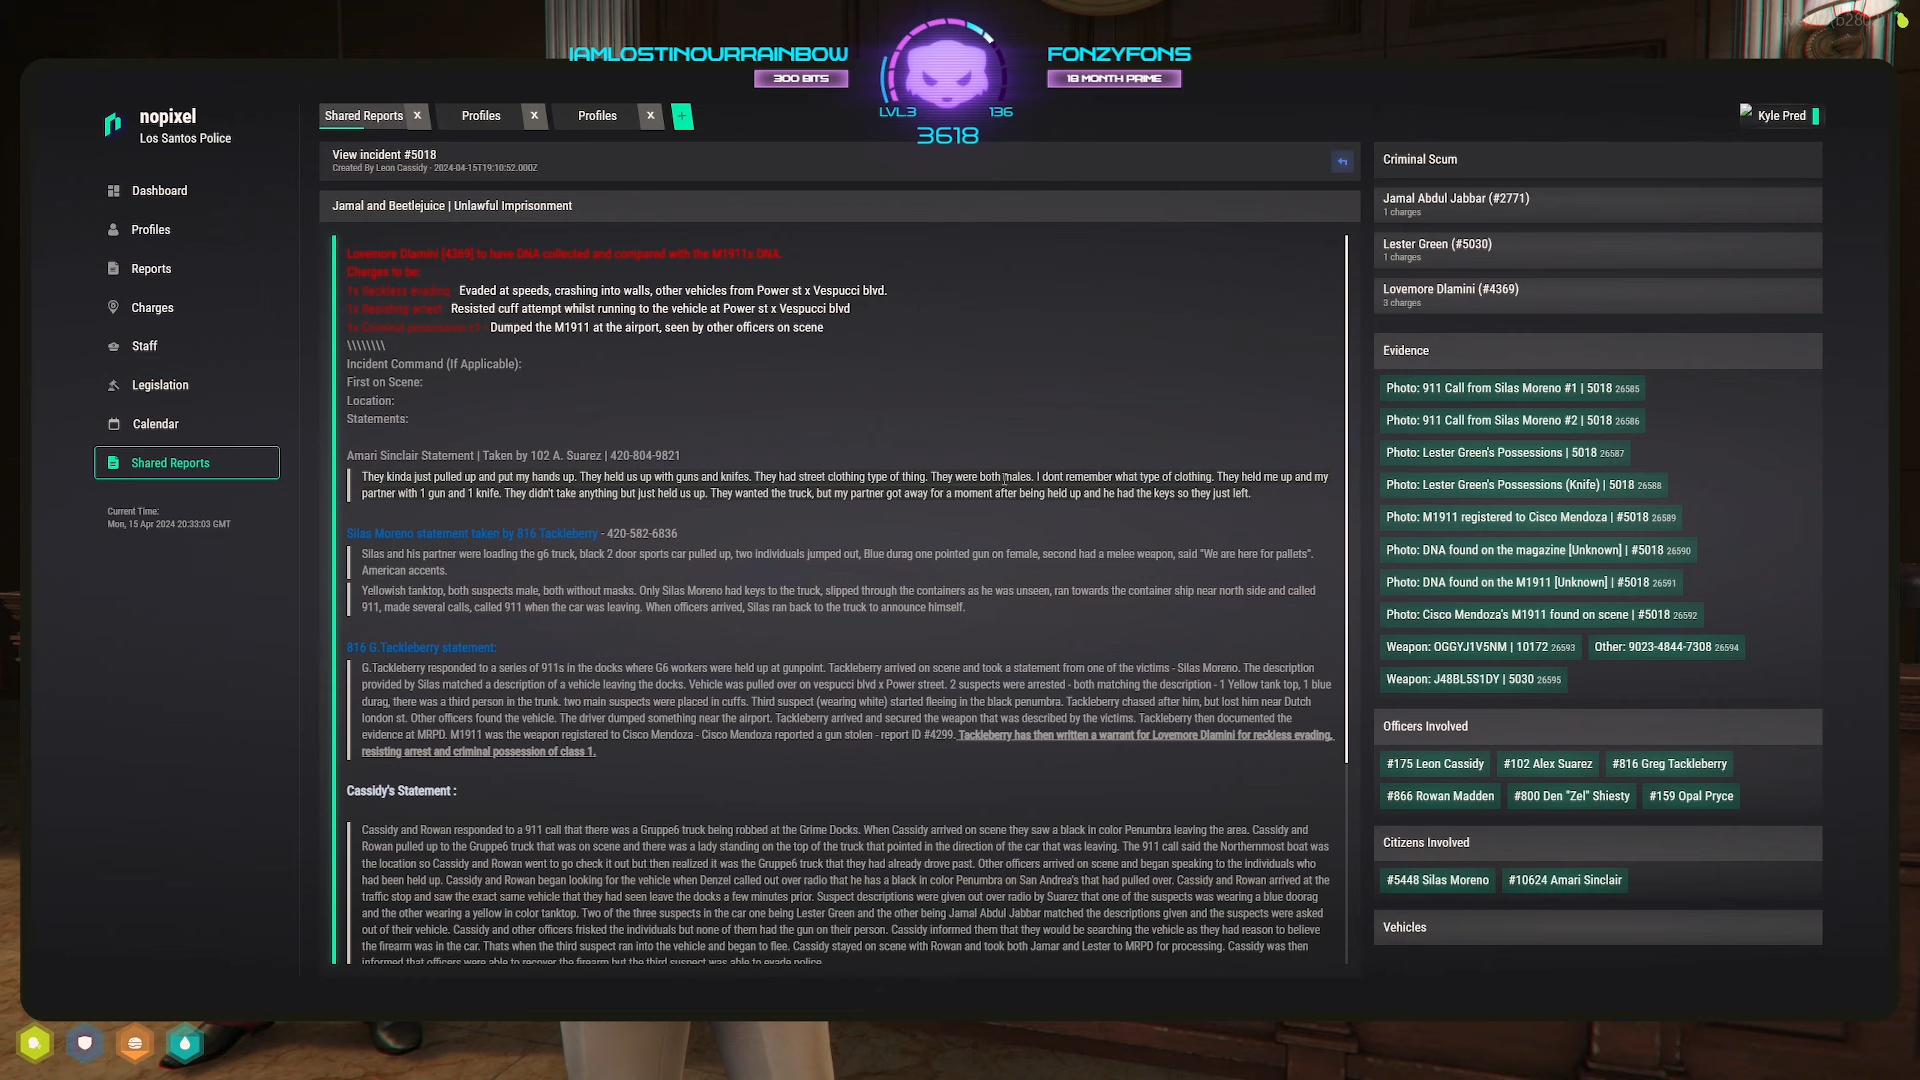 IAMLOSTINOURRAINBOW
300 BITS
FONZYFONS
18 MONTH PRIME
LVL3
136
3618
nopixel
Los Santos Police
Shared Reports x
Profiles x
Profiles x
+
Kyle Pred
Dashboard
Profiles
Reports
Charges
Staff
Legislation
Calendar
Shared Reports
Current Time:
Mon, 15 Apr 2024 20:33:03 GMT
View incident #5018
Created By Leon Cassidy - 2024-04-15T19:10:52.000Z
Jamal and Beetlejuice | Unlawful Imprisonment
Lovemore Dlamini [4369] to have DNA collected and compared with the M1911s DNA.
Charges to be:
1x Reckless evading - Evaded at speeds, crashing into walls, other vehicles from Power st x Vespucci blvd.
1x Resisting arrest - Resisted cuff attempt whilst running to the vehicle at Power st x Vespucci blvd
1x Criminal possession c1 - Dumped the M1911 at the airport, seen by other officers on scene
\\\\\\\\
Incident Command (If Applicable):
First on Scene:
Location:
Statements:
Amari Sinclair Statement | Taken by 102 A. Suarez | 420-804-9821
They kinda just pulled up and put my hands up. They held us up with guns and knifes. They had street clothing type of thing. They were both males. I dont remember what type of clothing. They held me up and my
partner with 1 gun and 1 knife. They didn't take anything but just held us up. They wanted the truck, but my partner got away for a moment after being held up and he had the keys so they just left.
Silas Moreno statement taken by 816 Tackleberry - 420-582-6836
Silas and his partner were loading the g6 truck, black 2 door sports car pulled up, two individuals jumped out, Blue durag one pointed gun on female, second had a melee weapon, said "We are here for pallets".
American accents.
Yellowish tanktop, both suspects male, both without masks. Only Silas Moreno had keys to the truck, slipped through the containers as he was unseen, ran towards the container ship near north side and called
911, made several calls, called 911 when the car was leaving. When officers arrived, Silas ran back to the truck to announce himself.
816 G.Tackleberry statement:
G.Tackleberry responded to a series of 911s in the docks where G6 workers were held up at gunpoint. Tackleberry arrived on scene and took a statement from one of the victims - Silas Moreno. The description
provided by Silas matched a description of a vehicle leaving the docks. Vehicle was pulled over on vespucci blvd x Power street. 2 suspects were arrested - both matching the description - 1 Yellow tank top, 1 blue
durag, there was a third person in the trunk. two main suspects were placed in cuffs. Third suspect (wearing white) started fleeing in the black penumbra. Tackleberry chased after him, but lost him near Dutch
london st. Other officers found the vehicle. The driver dumped something near the airport. Tackleberry arrived and secured the weapon that was described by the victims. Tackleberry then documented the
evidence at MRPD. M1911 was the weapon registered to Cisco Mendoza - Cisco Mendoza reported a gun stolen - report ID #4299. Tackleberry has then written a warrant for Lovemore Dlamini for reckless evading,
resisting arrest and criminal possession of class 1.
Cassidy's Statement :
Cassidy and Rowan responded to a 911 call that there was a Gruppe6 truck being robbed at the Grime Docks. When Cassidy arrived on scene they saw a black in color Penumbra leaving the area. Cassidy and
Rowan pulled up to the Gruppe6 truck that was on scene and there was a lady standing on the top of the truck that pointed in the direction of the car that was leaving. The 911 call said the Northernmost boat was
the location so Cassidy and Rowan went to go check it out but then realized it was the Gruppe6 truck that they had already drove past. Other officers arrived on scene and began speaking to the individuals who
had been held up. Cassidy and Rowan began looking for the vehicle when Denzel called out over radio that he has a black in color Penumbra on San Andrea's that had pulled over. Cassidy and Rowan arrived at the
traffic stop and saw the exact same vehicle that they had seen leave the docks a few minutes prior. Suspect descriptions were given out over radio by Suarez that one of the suspects was wearing a blue doorag
and the other wearing a yellow in color tanktop. Two of the three suspects in the car one being Lester Green and the other being Jamal Abdul Jabbar matched the descriptions given and the suspects were asked
out of their vehicle. Cassidy and other officers frisked the individuals but none of them had the gun on their person. Cassidy informed them that they would be searching the vehicle as they had reason to believe
the firearm was in the car. Thats when the third suspect ran into the vehicle and began to flee. Cassidy stayed on scene with Rowan and took both Jamar and Lester to MRPD for processing. Cassidy was then
informed that officers were able to recover the firearm but the third suspect was able to evade police.
Criminal Scum
Jamal Abdul Jabbar (#2771)
1 charges
Lester Green (#5030)
1 charges
Lovemore Dlamini (#4369)
3 charges
Evidence
Photo: 911 Call from Silas Moreno #1 | 5018 26585
Photo: 911 Call from Silas Moreno #2 | 5018 26586
Photo: Lester Green's Possessions | 5018 26587
Photo: Lester Green's Possessions (Knife) | 5018 26588
Photo: M1911 registered to Cisco Mendoza | #5018 26589
Photo: DNA found on the magazine [Unknown] | #5018 26590
Photo: DNA found on the M1911 [Unknown] | #5018 26591
Photo: Cisco Mendoza's M1911 found on scene | #5018 26592
Weapon: OGGYJ1V5NM | 10172 26593 Other: 9023-4844-7308 26594
Weapon: J48BL5S1DY | 5030 26595
Officers Involved
#175 Leon Cassidy #102 Alex Suarez #816 Greg Tackleberry
#866 Rowan Madden #800 Den "Zel" Shiesty #159 Opal Pryce
Citizens Involved
#5448 Silas Moreno #10624 Amari Sinclair
Vehicles